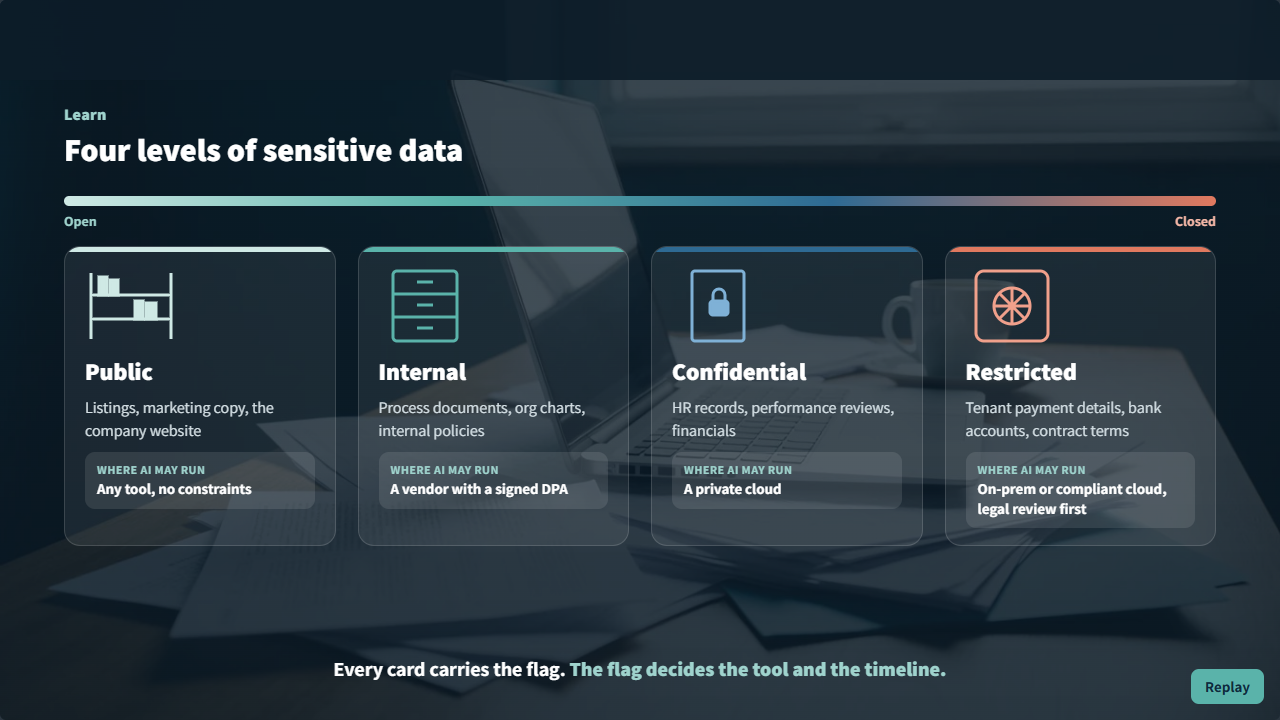 Learn
Four levels of sensitive data
Open
Closed
Public
Listings, marketing copy, the
company website
WHERE AI MAY RUN
Any tool, no constraints
Internal
Process documents, org charts,
internal policies
WHERE AI MAY RUN
A vendor with a signed DPA
Confidential
HR records, performance reviews,
financials
WHERE AI MAY RUN
A private cloud
Restricted
Tenant payment details, bank
accounts, contract terms
WHERE AI MAY RUN
On-prem or compliant cloud,
legal review first
Every card carries the flag. The flag decides the tool and the timeline.
Replay